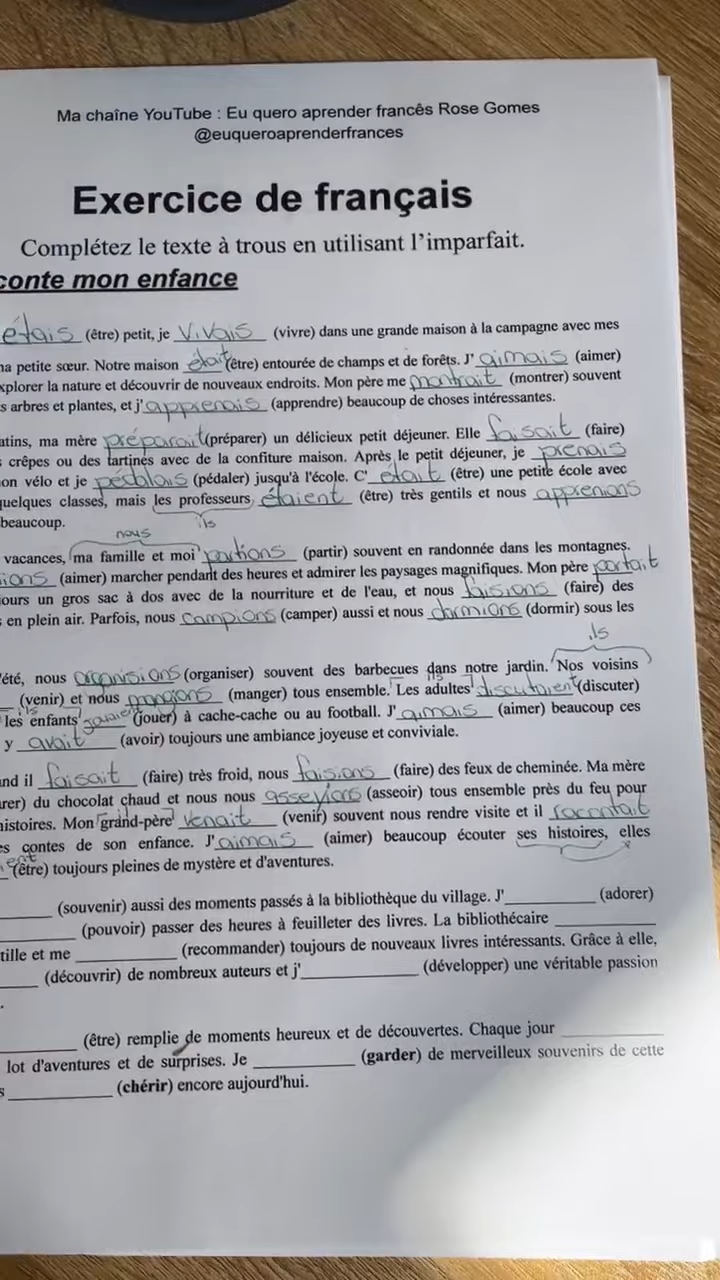 Ma chaîne YouTube : Eu quero aprender francês Rose Gomes
@euqueroaprenderfrances
Exercice de français
Complétez le texte à trous en utilisant l'imparfait.
conte mon enfance
étais (être) petit, je vivais (vivre) dans une grande maison à la campagne avec mes
ma petite sœur. Notre maison était (être) entourée de champs et de forêts. J' aimais (aimer)
xplorer la nature et découvrir de nouveaux endroits. Mon père me montrait (montrer) souvent
s arbres et plantes, et j' apprenais (apprendre) beaucoup de choses intéressantes.
atins, ma mère préparait (préparer) un délicieux petit déjeuner. Elle faisait (faire)
s crêpes ou des tartines avec de la confiture maison. Après le petit déjeuner, je prenais
on vélo et je pédalais (pédaler) jusqu'à l'école. C' était (être) une petite école avec
quelques classes, mais les professeurs étaient (être) très gentils et nous apprenions
beaucoup. ils
nous
vacances, ma famille et moi partions (partir) souvent en randonnée dans les montagnes.
ions (aimer) marcher pendant des heures et admirer les paysages magnifiques. Mon père portait
ours un gros sac à dos avec de la nourriture et de l'eau, et nous faisions (faire) des
s en plein air. Parfois, nous campions (camper) aussi et nous dormions (dormir) sous les
ils
'été, nous organisions (organiser) souvent des barbecues dans notre jardin. Nos voisins
(venir) et nous mangions (manger) tous ensemble. Les adultes discutaient (discuter)
les enfants (jouer) à cache-cache ou au football. J' aimais (aimer) beaucoup ces
y avait (avoir) toujours une ambiance joyeuse et conviviale.
nd il faisait (faire) très froid, nous faisions (faire) des feux de cheminée. Ma mère
rer) du chocolat chaud et nous nous asseyions (asseoir) tous ensemble près du feu pour
histoires. Mon grand-père venait (venir) souvent nous rendre visite et il racontait
es contes de son enfance. J' aimais (aimer) beaucoup écouter ses histoires, elles
ent (être) toujours pleines de mystère et d'aventures.
(souvenir) aussi des moments passés à la bibliothèque du village. J' (adorer)
(pouvoir) passer des heures à feuilleter des livres. La bibliothécaire
tille et me (recommander) toujours de nouveaux livres intéressants. Grâce à elle,
(découvrir) de nombreux auteurs et j' (développer) une véritable passion
.
(être) remplie de moments heureux et de découvertes. Chaque jour
lot d'aventures et de surprises. Je (garder) de merveilleux souvenirs de cette
s (chérir) encore aujourd'hui.